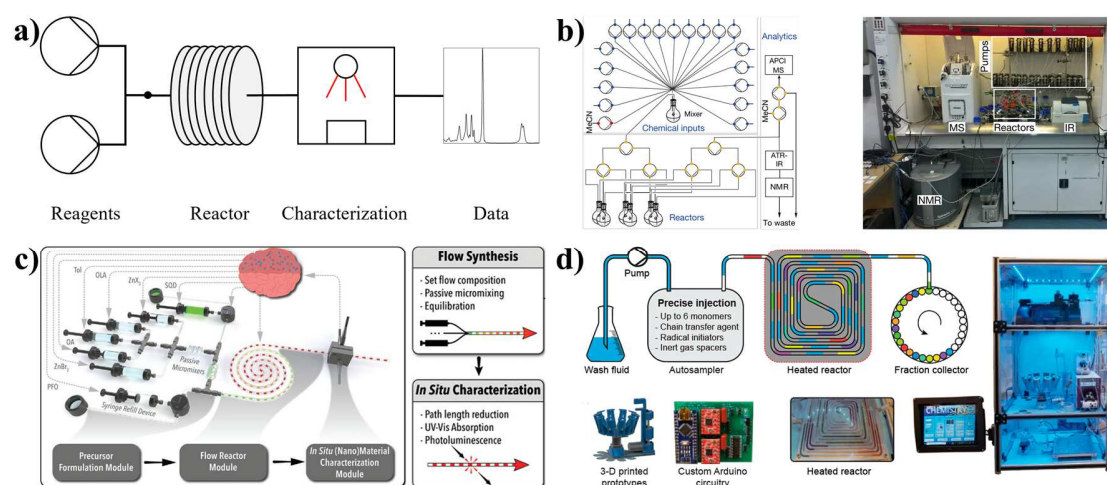 a)
Reagents
Reactor
Characterization
Data
b)
Analytics
APCI
MS
MeCN
MeCN
Mixer
Chemical inputs
ATR-
IR
NMR
Reactors
To waste
Pumps
MS
Reactors
IR
NMR
c)
Tol
OLA
ZnX₂
SQD
OA
ZnBr₂
PFO
Passive
Micromixers
Syringe Refill Device
Precursor
Formulation Module
Flow Reactor
Module
In Situ (Nano)Material
Characterization
Module
Flow Synthesis
- Set flow composition
- Passive micromixing
- Equilibration
In Situ Characterization
- Path length reduction
- UV-Vis Absorption
- Photoluminescence
d)
Pump
Wash fluid
Precise injection
- Up to 6 monomers
- Chain transfer agent
- Radical initiators
- Inert gas spacers
Autosampler
Heated reactor
Fraction collector
3-D printed
prototypes
Custom Arduino
circuitry
Heated reactor